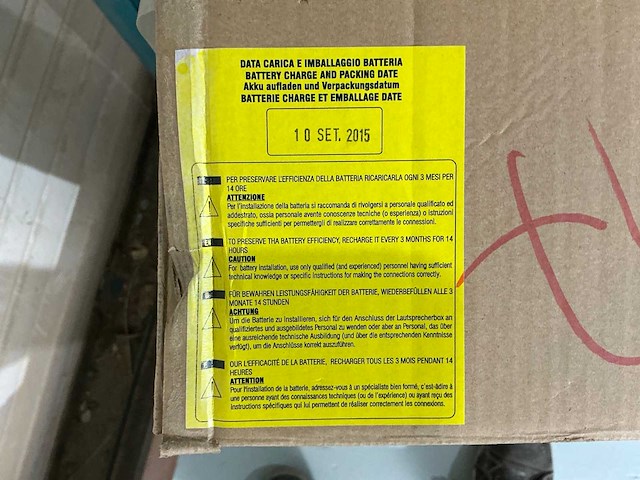 DATA CARICA E IMBALLAGGIO BATTERIA
BATTERY CHARGE AND PACKING DATE
Akku aufladen und Verpackungsdatum
BATTERIE CHARGE ET EMBALLAGE DATE
10 SET. 2015
PER PRESERVARE L'EFFICIENZA DELLA BATTERIA RICARICARLA OGNI 3 MESI PER
14 ORE
ATTENZIONE
Per l'installazione della batteria si raccomanda di rivolgersi a personale qualificato ed
addestrato, ossia personale avente conoscenze tecniche (o esperienza) o istruzioni
specifiche sufficienti per permettergli di realizzare correttamente le connessioni.
TO PRESERVE THA BATTERY EFFICIENCY, RECHARGE IT EVERY 3 MONTHS FOR 14
HOURS
CAUTION
For battery installation, use only qualified (and experienced) personnel having sufficient
technical knowledge or specific instructions for making the connections correctly.
FÜR BEWAHREN LEISTUNGSFÄHIGKEIT DER BATTERIE, WIEDERBEFÜLLEN ALLE 3
MONATE 14 STUNDEN
ACHTUNG
Um die Batterie zu installieren, sich für den Anschluss der Lautsprecherbox an
qualifiziertes und ausgebildetes Personal zu wenden oder aber an Personal, das über
eine ausreichende technische Ausbildung (und über die entsprechenden Kenntnisse
verfügt), um die Anschlüsse korrekt auszuführen.
OUR L'EFFICACITÉ DE LA BATTERIE, RECHARGER TOUS LES 3 MOIS PENDANT 14
HEURES
ATTENTION
Pour l'installation de la batterie, adressez-vous à un spécialiste bien formé, c'est-à-dire à
une personne ayant des connaissances techniques (ou de l'expérience) ou ayant reçu des
instructions spécifiques qui lui permettent de réaliser correctement les connexions.